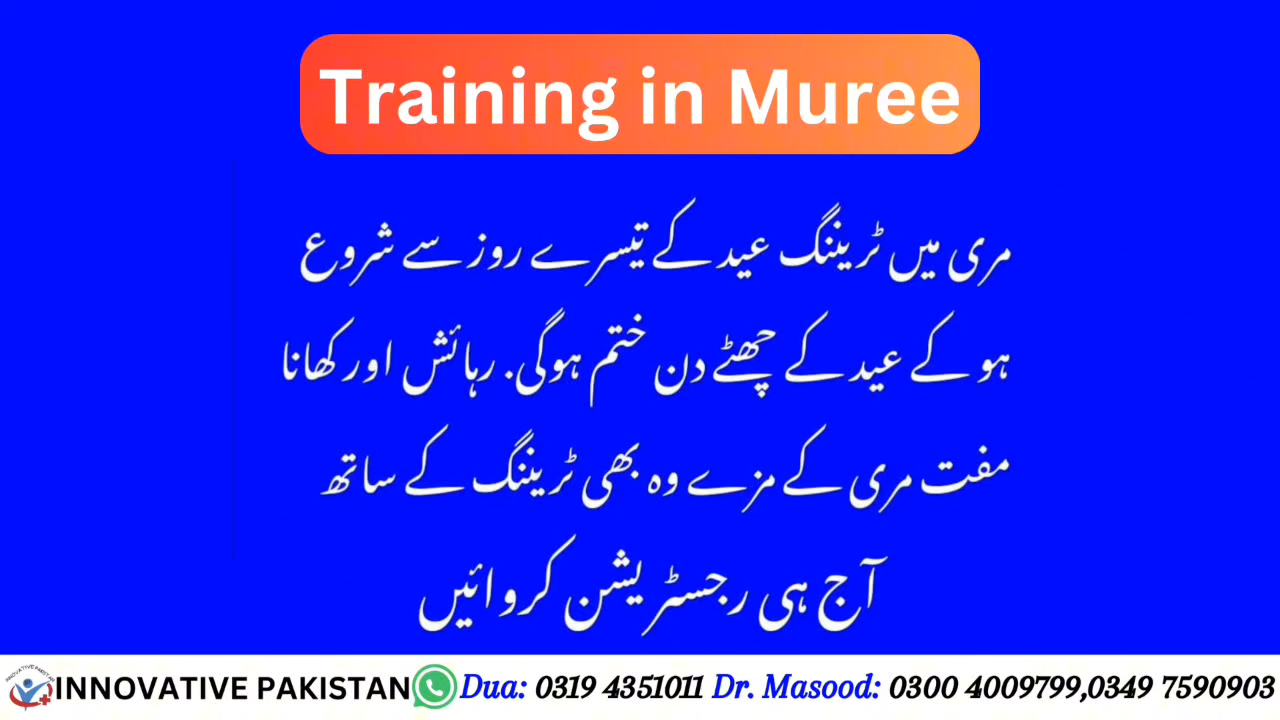 Training in Muree
مری میں ٹریننگ عید کے تیسرے روز سے شروع
ہو کے عید کے چھٹے دن ختم ہوگی. رہائش اور کھانا
مفت مری کے مزے وہ بھی ٹریننگ کے ساتھ
آج ہی رجسٹریشن کروائیں
INNOVATIVE PAKISTAN
INNOVATIVE PAKISTAN Dua: 0319 4351011 Dr. Masood: 0300 4009799,0349 7590903